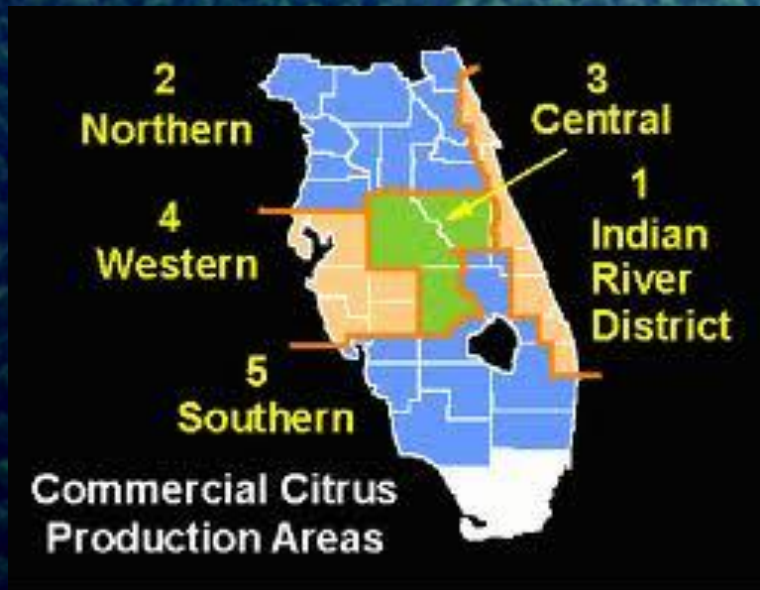 2
Northern
3
Central
4
Western
1
Indian
River
District
5
Southern
Commercial Citrus
Production Areas